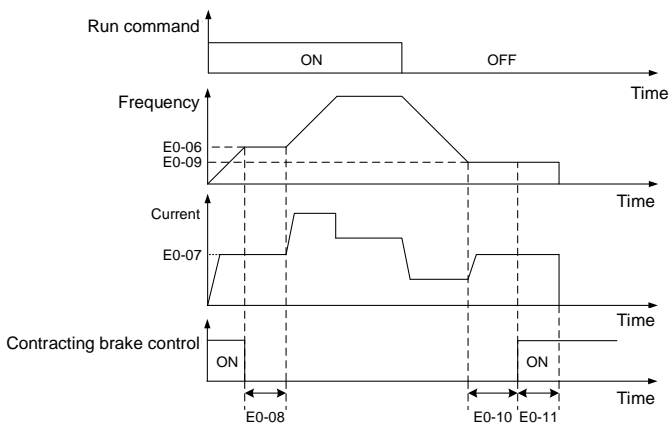 Run command
ON
OFF
Time
Frequency
E0-06
E0-09
Time
Current
E0-07
Time
Contracting brake control
ON
ON
Time
E0-08
E0-10
E0-11